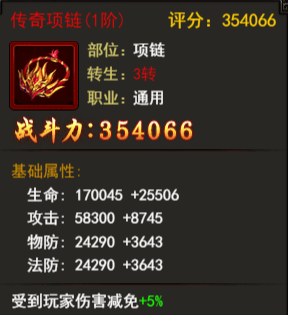 传奇项链(1阶) 评分: 354066
部位: 项链
转生: 3转
职业: 通用
战斗力:354066
基础属性:
生命: 170045 +25506
攻击: 58300 +8745
物防: 24290 +3643
法防: 24290 +3643
受到玩家伤害减免+5%